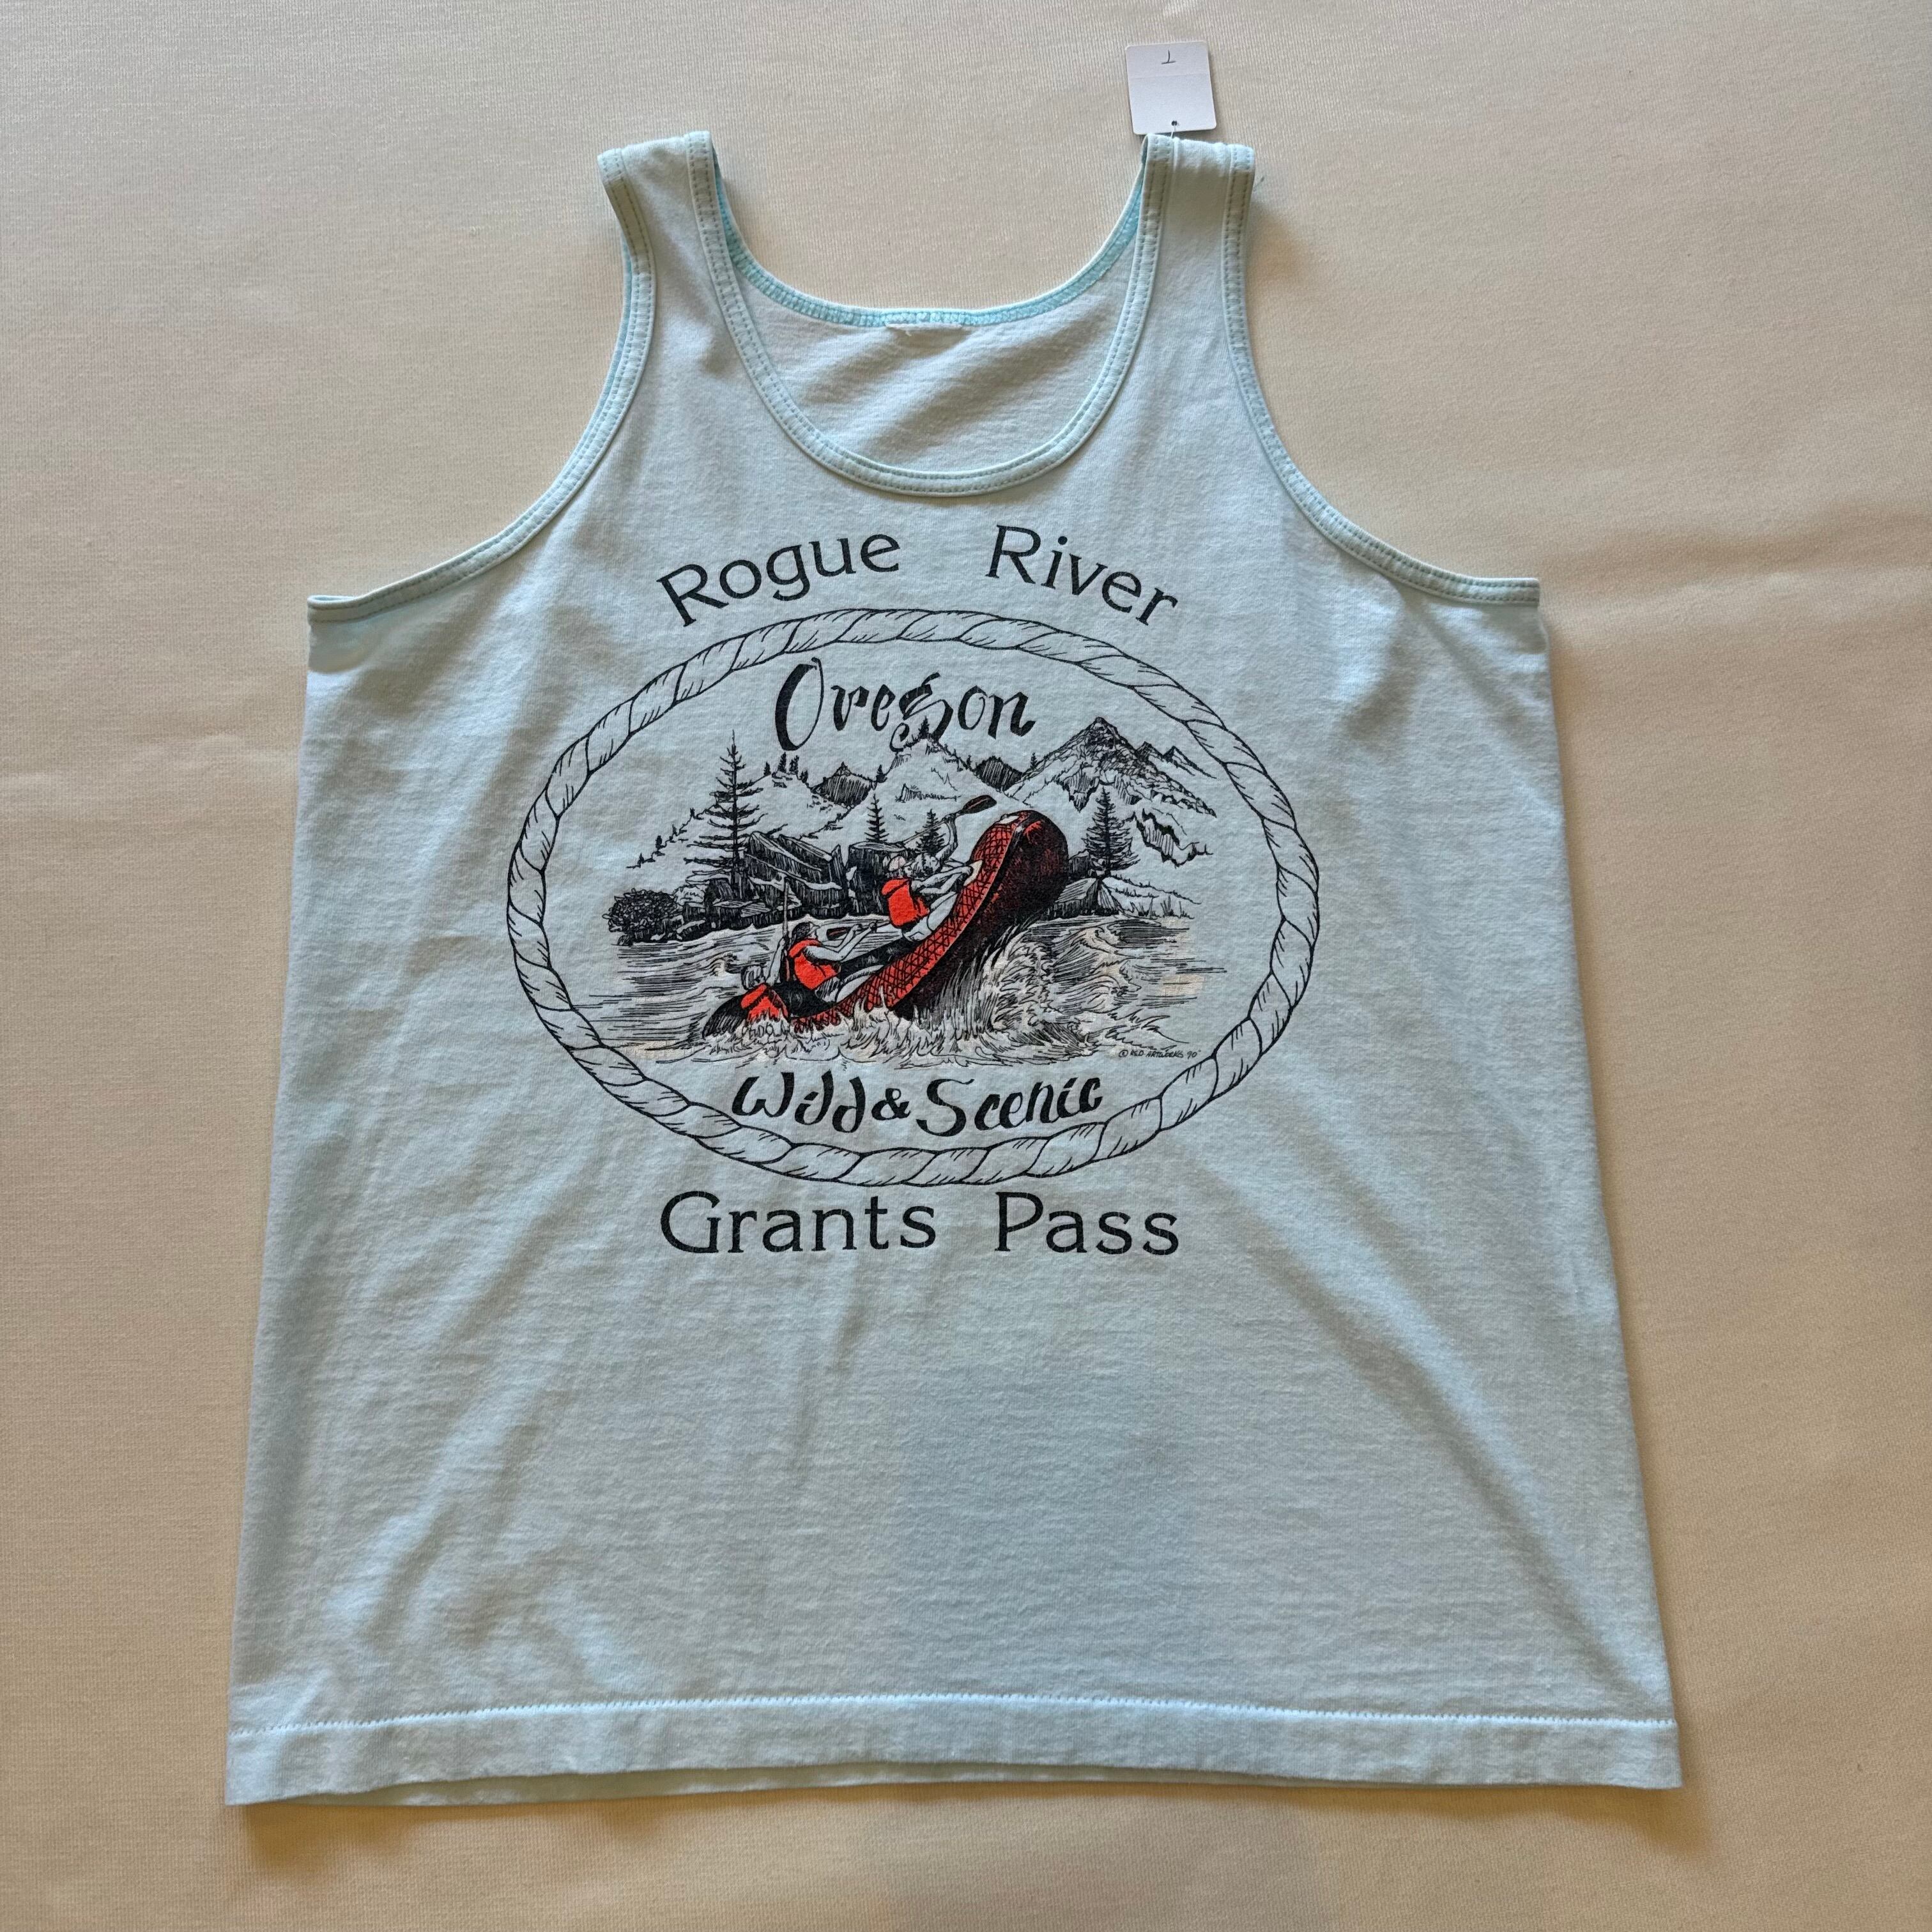 Rogue River
Oregon
Wild & Scenic
Grants Pass